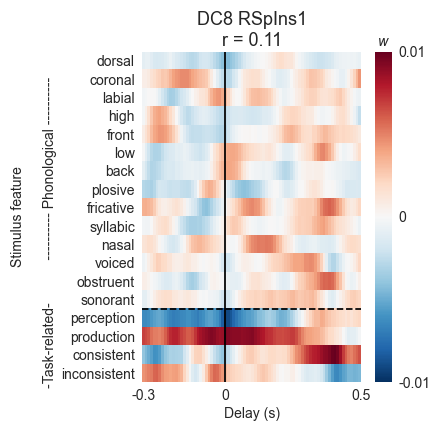 DC8 RSpIns1
r = 0.11
w
dorsal
coronal
labial
high
front
low
back
plosive
fricative
syllabic
nasal
voiced
obstruent
sonorant
perception
production
consistent
inconsistent
Stimulus feature
---------- Phonological ----------
-Task-related-
0.01
0
-0.01
-0.3
0
0.5
Delay (s)